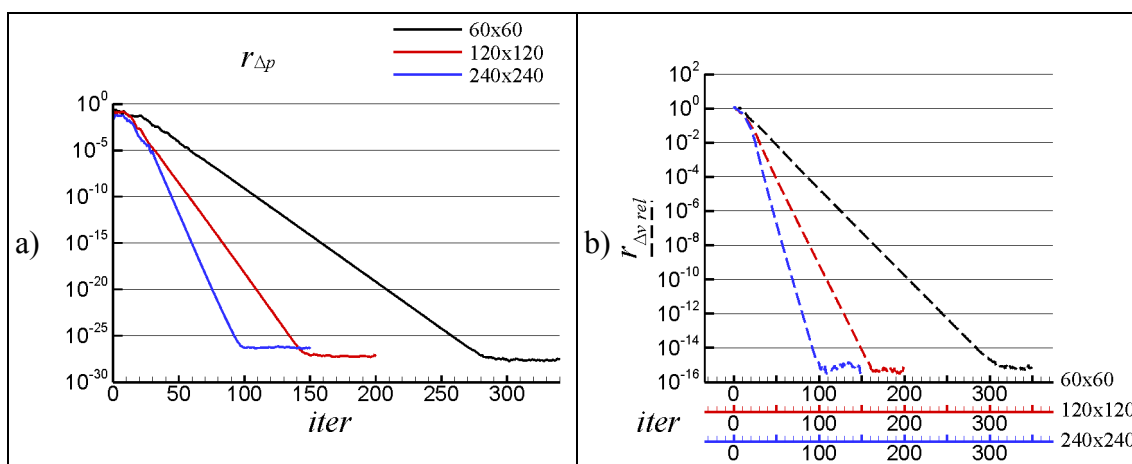 a)
r Δp
60x60
120x120
240x240
10^0
10^-5
10^-10
10^-15
10^-20
10^-25
10^-30
0 50 100 150 200 250 300
iter
b)
r Δv rel
10^2
10^0
10^-2
10^-4
10^-6
10^-8
10^-10
10^-12
10^-14
10^-16
0 100 200 300 60x60
iter 0 100 200 300 120x120
0 100 200 300 240x240